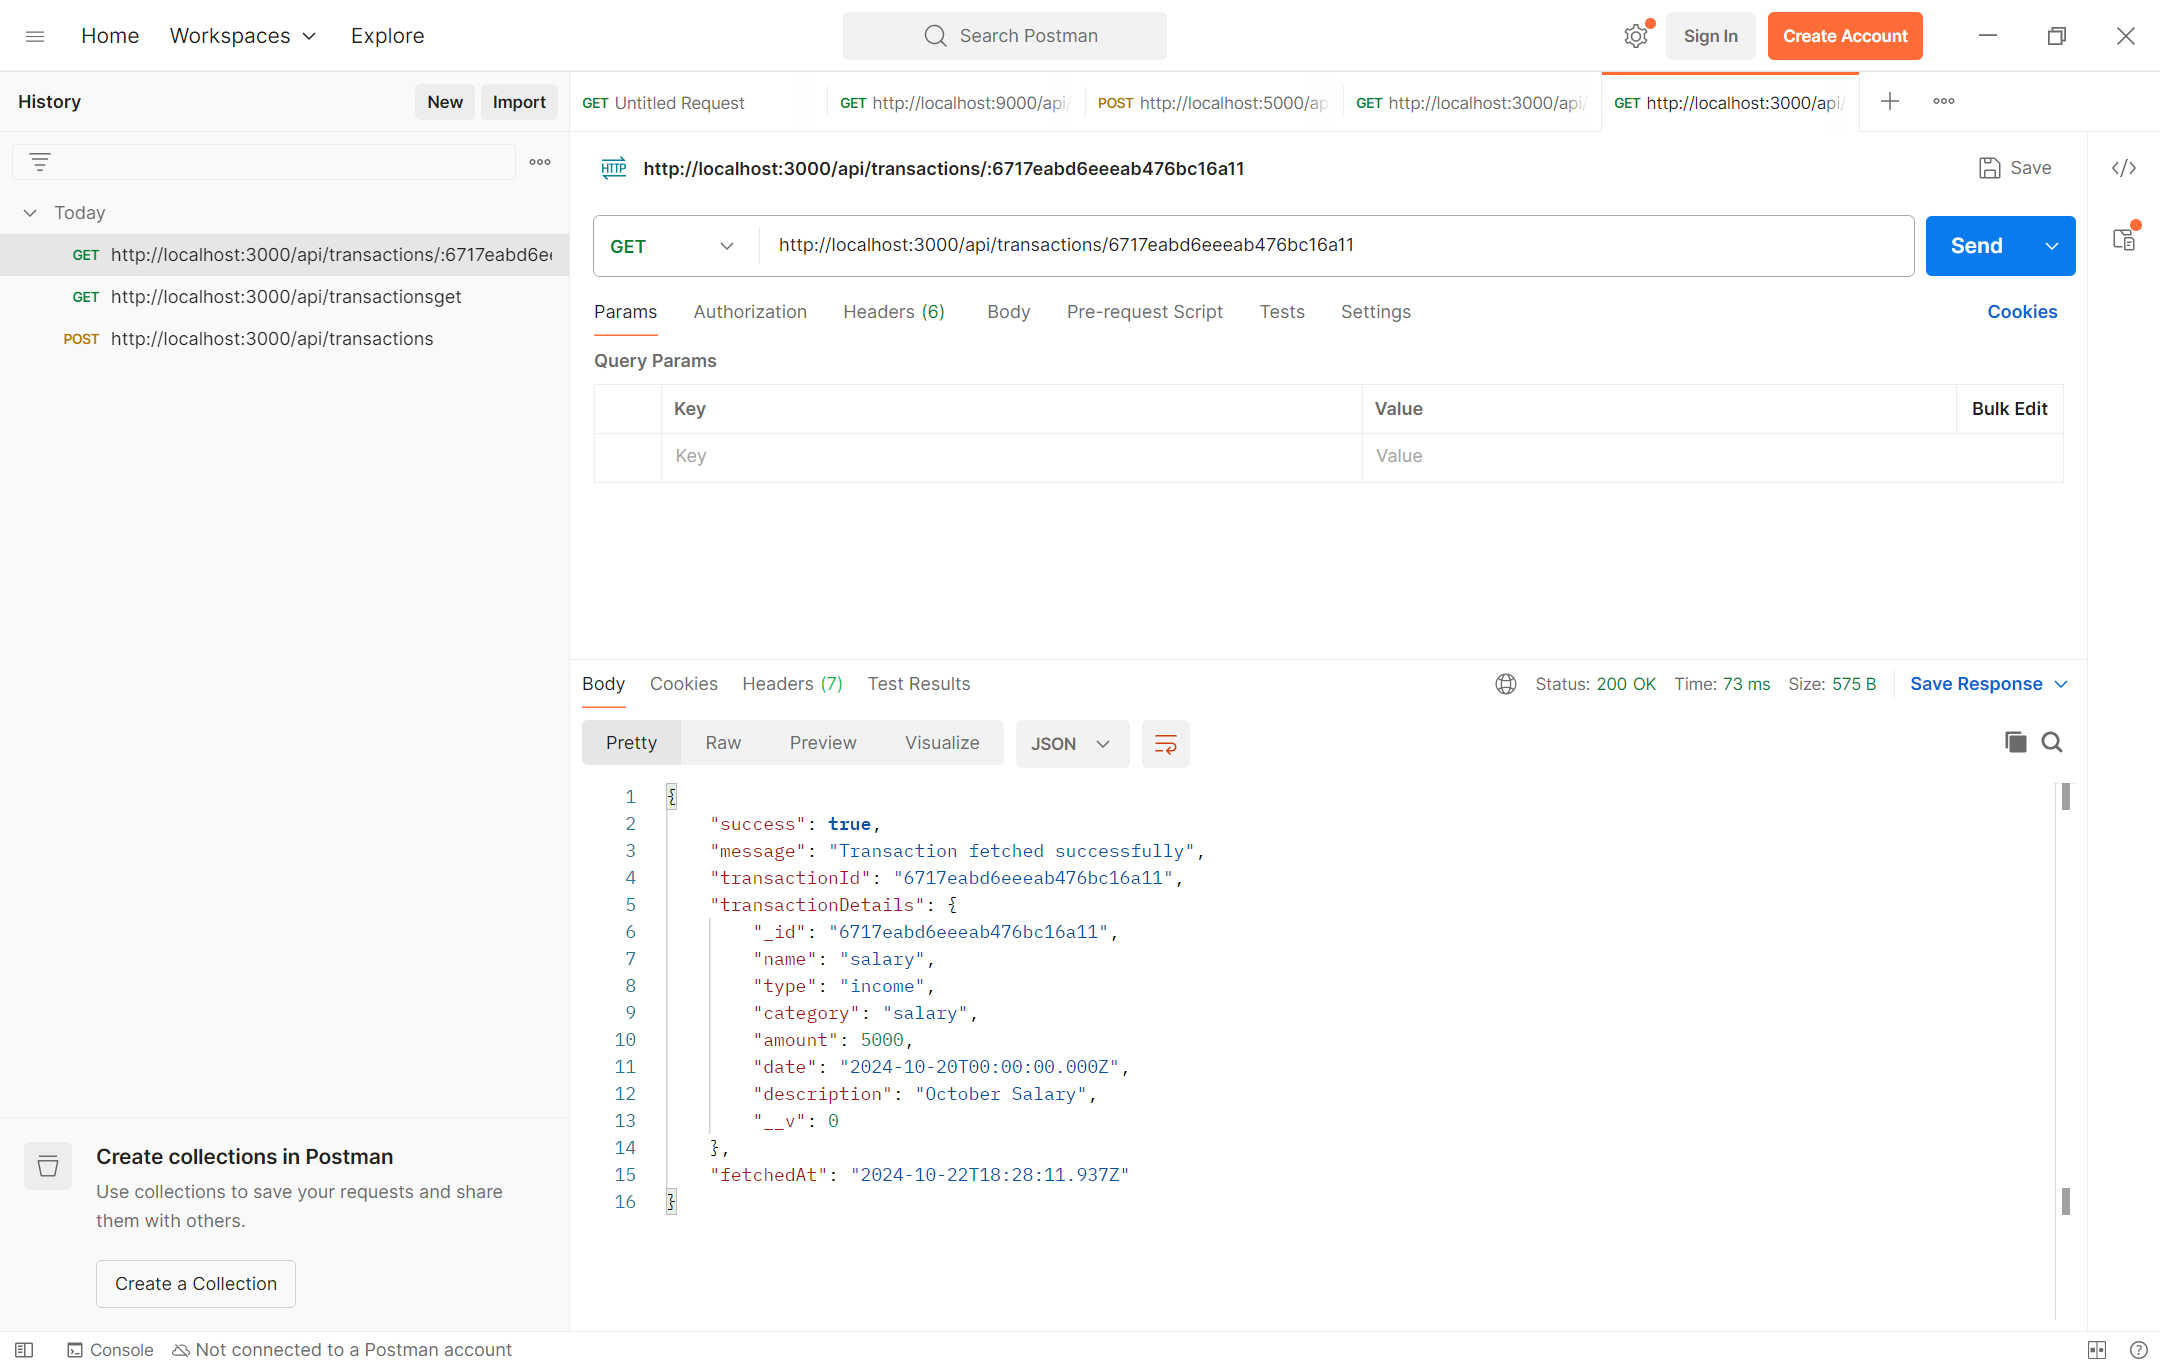 Home
Workspaces
Explore
Search Postman
Sign In
Create Account
History
New
Import
GET Untitled Request
GET http://localhost:9000/api/
POST http://localhost:5000/ap
GET http://localhost:3000/api/
GET http://localhost:3000/api/
Today
GET http://localhost:3000/api/transactions/:6717eabd6ee
GET http://localhost:3000/api/transactionsget
POST http://localhost:3000/api/transactions
HTTP http://localhost:3000/api/transactions/:6717eabd6eeeab476bc16a11
Save
GET http://localhost:3000/api/transactions/6717eabd6eeeab476bc16a11
Send
Params Authorization Headers (6) Body Pre-request Script Tests Settings
Cookies
Query Params
Key Value Bulk Edit
Key Value
Body Cookies Headers (7) Test Results
Status: 200 OK Time: 73 ms Size: 575 B
Save Response
Pretty Raw Preview Visualize JSON
1 {
2 "success": true,
3 "message": "Transaction fetched successfully",
4 "transactionId": "6717eabd6eeeab476bc16a11",
5 "transactionDetails": {
6 "_id": "6717eabd6eeeab476bc16a11",
7 "name": "salary",
8 "type": "income",
9 "category": "salary",
10 "amount": 5000,
11 "date": "2024-10-20T00:00:00.000Z",
12 "description": "October Salary",
13 "__v": 0
14 },
15 "fetchedAt": "2024-10-22T18:28:11.937Z"
16 }
Create collections in Postman
Use collections to save your requests and share
them with others.
Create a Collection
Console
Not connected to a Postman account